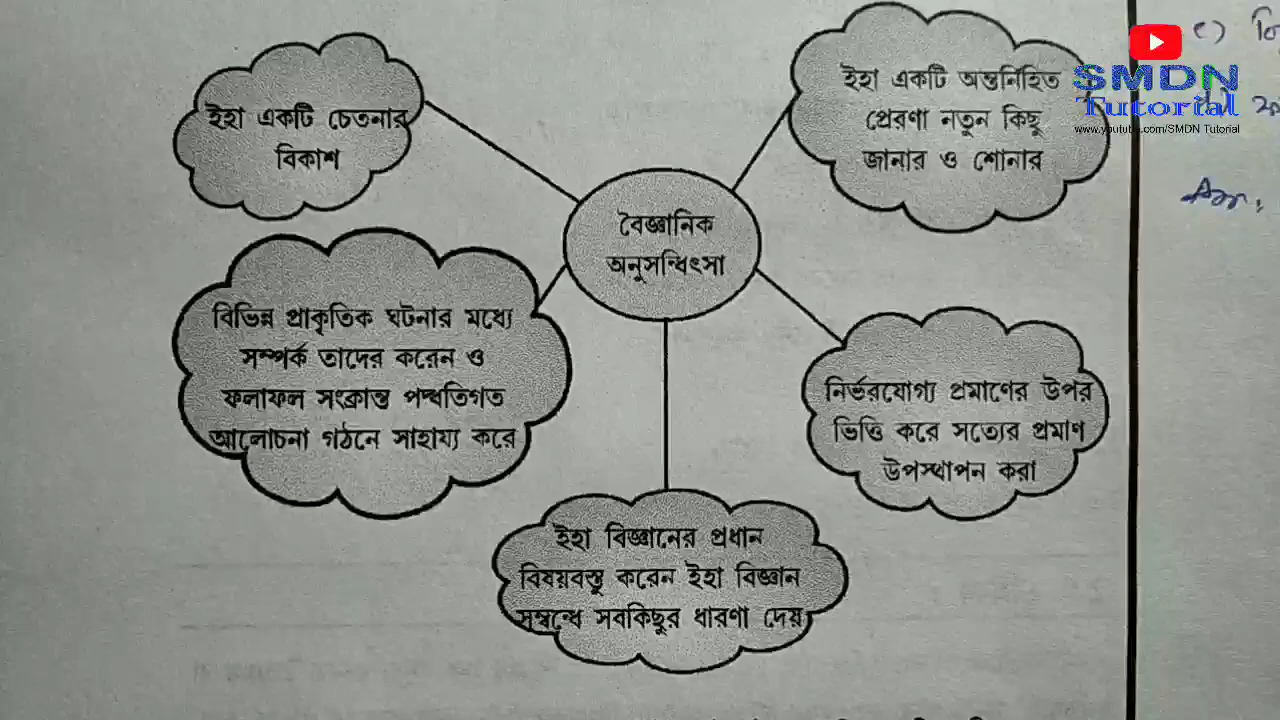 ইহা একটি চেতনার
বিকাশ
ইহা একটি অন্তর্নিহিত
প্রেরণা নতুন কিছু
জানার ও শোনার
SMDN
Tutorial
www.youtube.com/SMDN Tutorial
বৈজ্ঞানিক
অনুসন্ধিৎসা
বিভিন্ন প্রাকৃতিক ঘটনার মধ্যে
সম্পর্ক তাদের করেন ও
ফলাফল সংক্রান্ত পদ্ধতিগত
আলোচনা গঠনে সাহায্য করে
নির্ভরযোগ্য প্রমাণের উপর
ভিত্তি করে সত্যের প্রমাণ
উপস্থাপন করা
ইহা বিজ্ঞানের প্রধান
বিষয়বস্তু করেন ইহা বিজ্ঞান
সম্বন্ধে সবকিছুর ধারণা দেয়